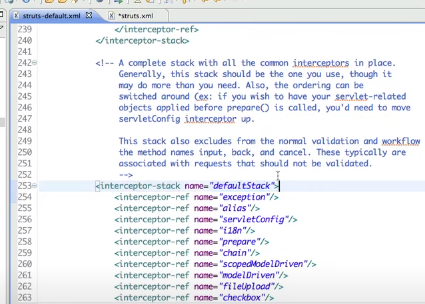 struts-default.xml *struts.xml
239 </interceptor-ref>
240 </interceptor-stack>
241
242 <!-- A complete stack with all the common interceptors in place.
243 Generally, this stack should be the one you use, though it
244 may do more than you need. Also, the ordering can be
245 switched around (ex: if you wish to have your servlet-related
246 objects applied before prepare() is called, you'd need to move
247 servletConfig interceptor up.
248
249 This stack also excludes from the normal validation and workflow
250 the method names input, back, and cancel. These typically are
251 associated with requests that should not be validated.
252 -->
253 <interceptor-stack name="defaultStack">
254 <interceptor-ref name="exception"/>
255 <interceptor-ref name="alias"/>
256 <interceptor-ref name="servletConfig"/>
257 <interceptor-ref name="i18n"/>
258 <interceptor-ref name="prepare"/>
259 <interceptor-ref name="chain"/>
260 <interceptor-ref name="scopedModelDriven"/>
261 <interceptor-ref name="modelDriven"/>
262 <interceptor-ref name="fileUpload"/>
263 <interceptor-ref name="checkbox"/>